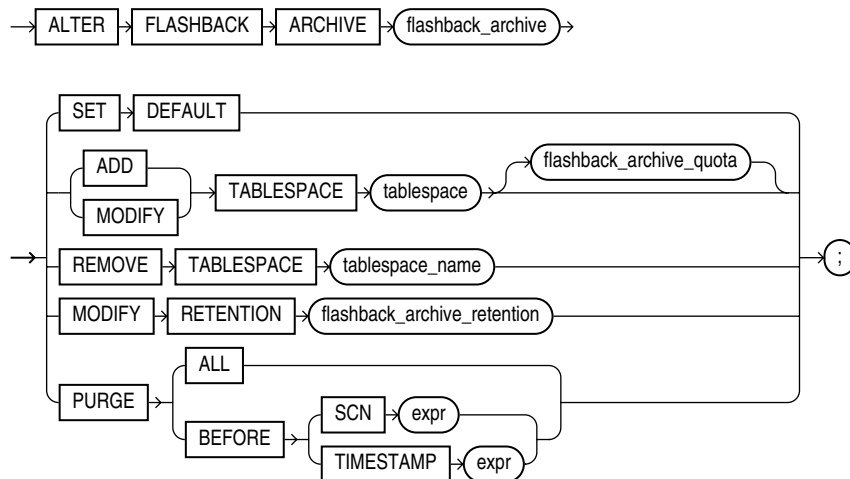 ALTER FLASHBACK ARCHIVE flashback_archive
SET DEFAULT
ADD
MODIFY
TABLESPACE tablespace flashback_archive_quota
REMOVE TABLESPACE tablespace_name
MODIFY RETENTION flashback_archive_retention
PURGE
ALL
BEFORE
SCN expr
TIMESTAMP expr
;